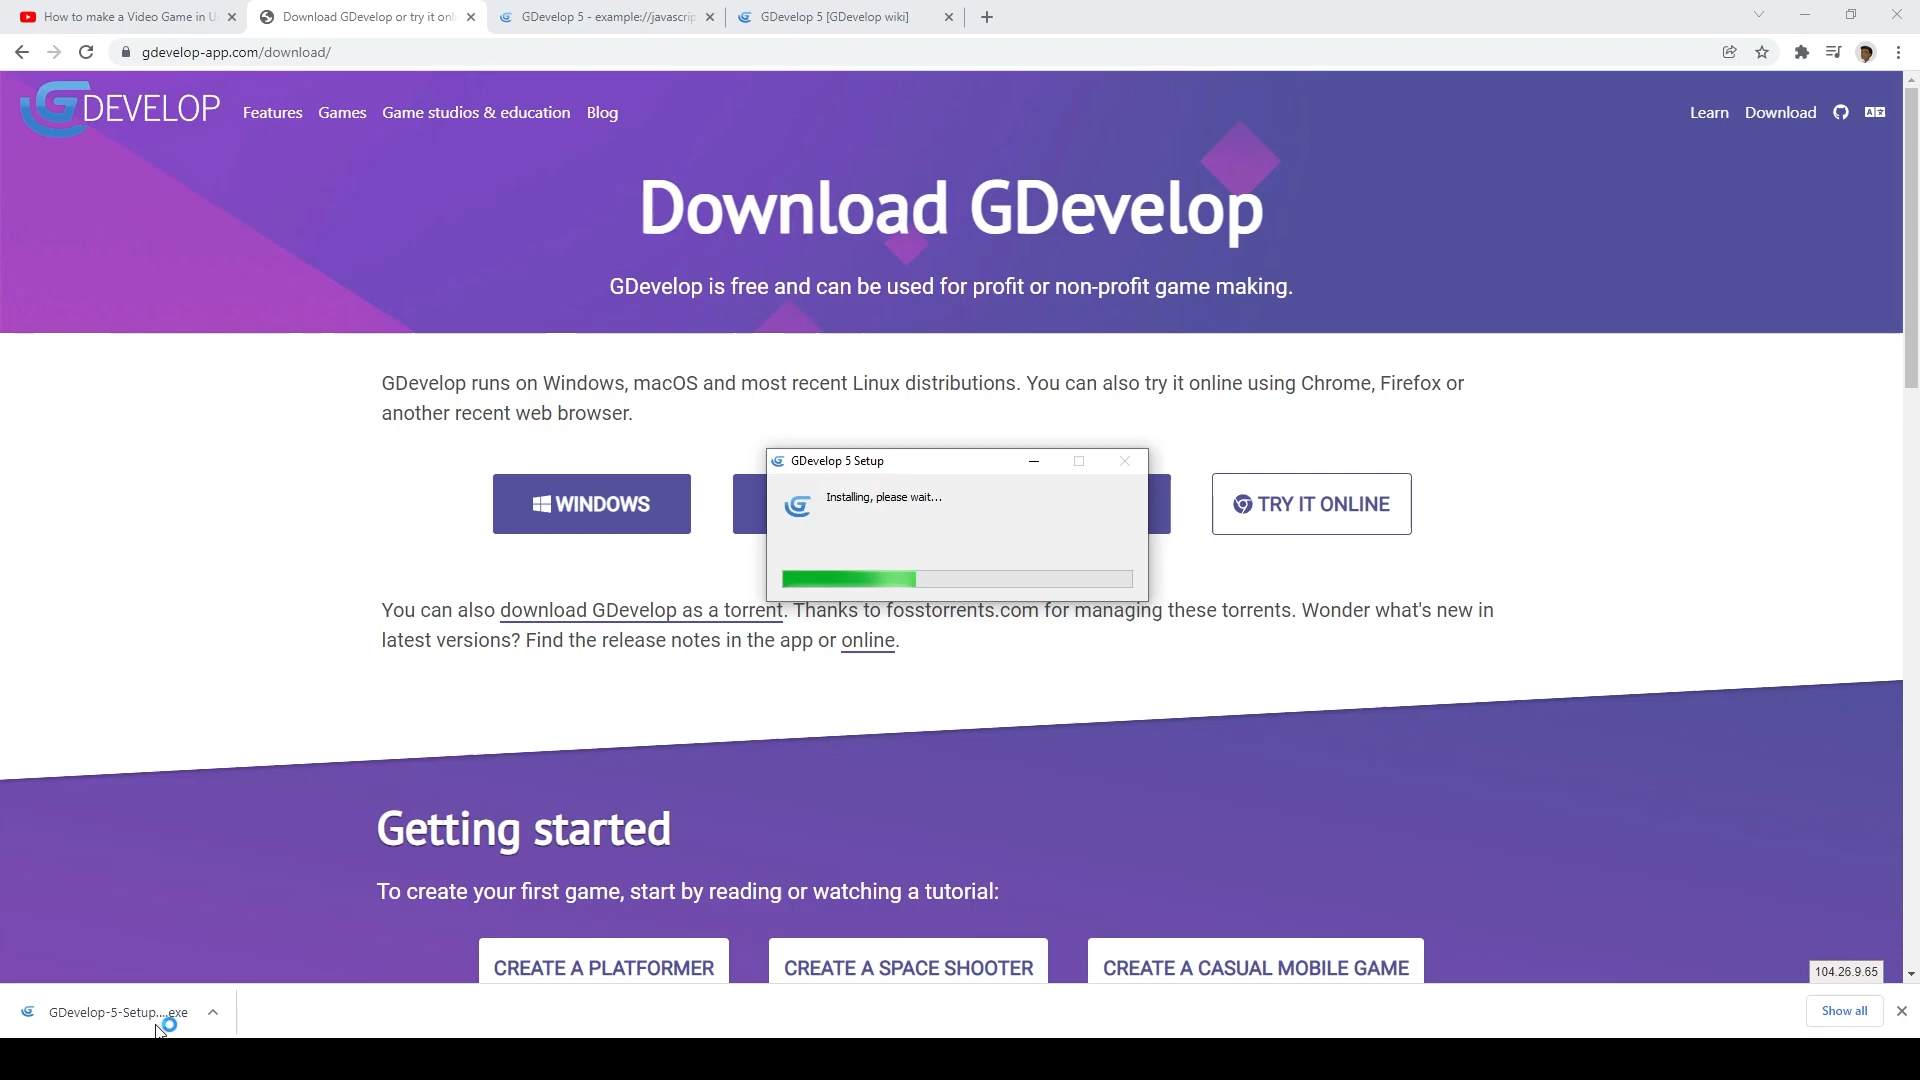 How to make a Video Game in U
Download GDevelop or try it onli
GDevelop 5 - example://javascrip
GDevelop 5 [GDevelop wiki]
gdevelop-app.com/download/
GDEVELOP
Features
Games
Game studios & education
Blog
Learn
Download
Download GDevelop
GDevelop is free and can be used for profit or non-profit game making.
GDevelop runs on Windows, macOS and most recent Linux distributions. You can also try it online using Chrome, Firefox or
another recent web browser.
GDevelop 5 Setup
Installing, please wait...
WINDOWS
TRY IT ONLINE
You can also download GDevelop as a torrent. Thanks to fosstorrents.com for managing these torrents. Wonder what's new in
latest versions? Find the release notes in the app or online.
Getting started
To create your first game, start by reading or watching a tutorial:
CREATE A PLATFORMER
CREATE A SPACE SHOOTER
CREATE A CASUAL MOBILE GAME
104.26.9.65
GDevelop-5-Setup....exe
Show all